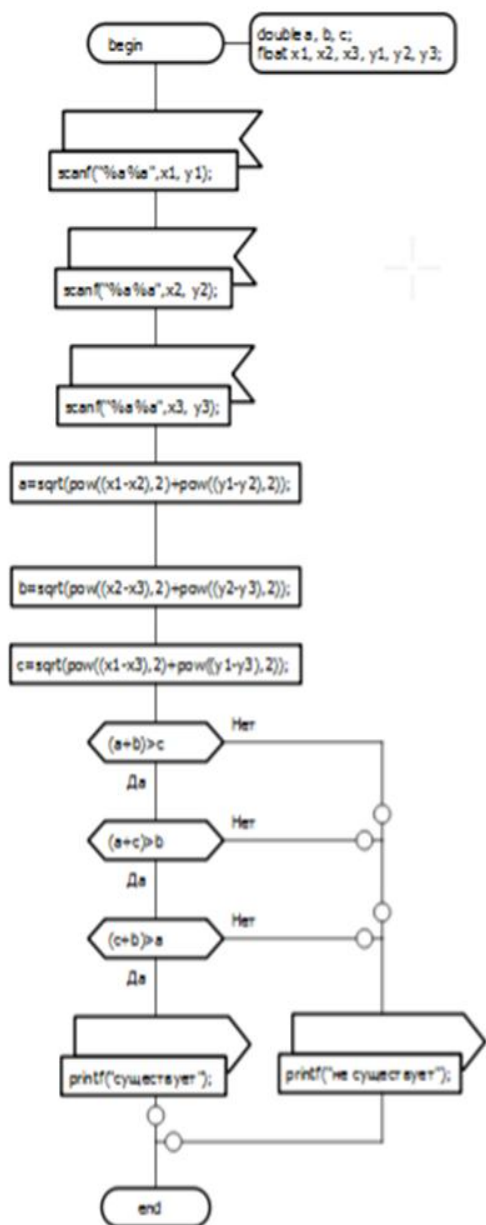 begin
double a, b, c;
float x1, x2, x3, y1, y2, y3;
scanf("%a%a",x1, y1);
scanf("%a%a",x2, y2);
scanf("%a%a",x3, y3);
a=sqrt(pow((x1-x2),2)+pow((y1-y2),2));
b=sqrt(pow((x2-x3),2)+pow((y2-y3),2));
c=sqrt(pow((x1-x3),2)+pow((y1-y3),2));
Нет
(a+b)>c
Да
Нет
(a+c)>b
Да
Нет
(c+b)>a
Да
printf("существует");
printf("не существует");
end